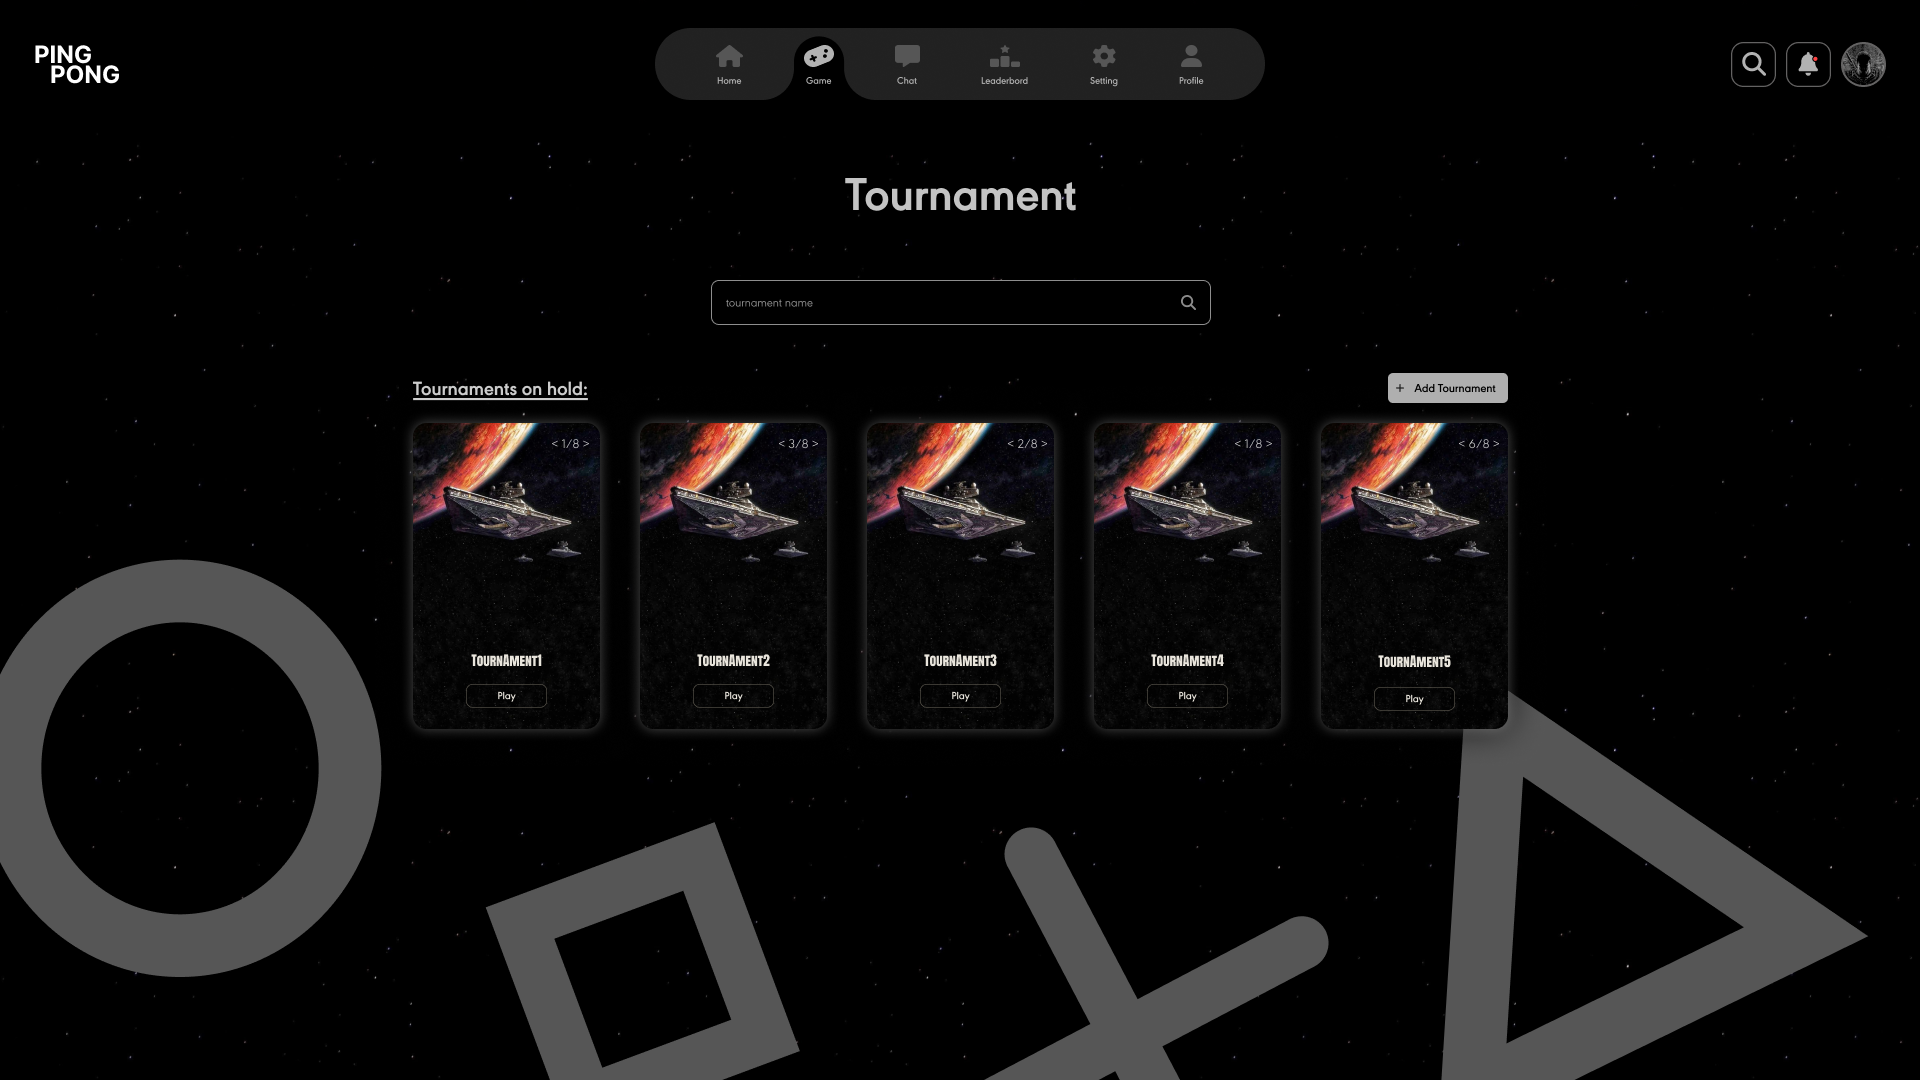 PING
PONG
Home
Game
Chat
Leaderbord
Setting
Profile
Tournament
tournament name
Tournaments on hold:
+ Add Tournament
< 1/8 >
< 3/8 >
< 2/8 >
< 1/8 >
< 6/8 >
TournAment1
TournAment2
TournAment3
TournAment4
TournAment5
Play
Play
Play
Play
Play